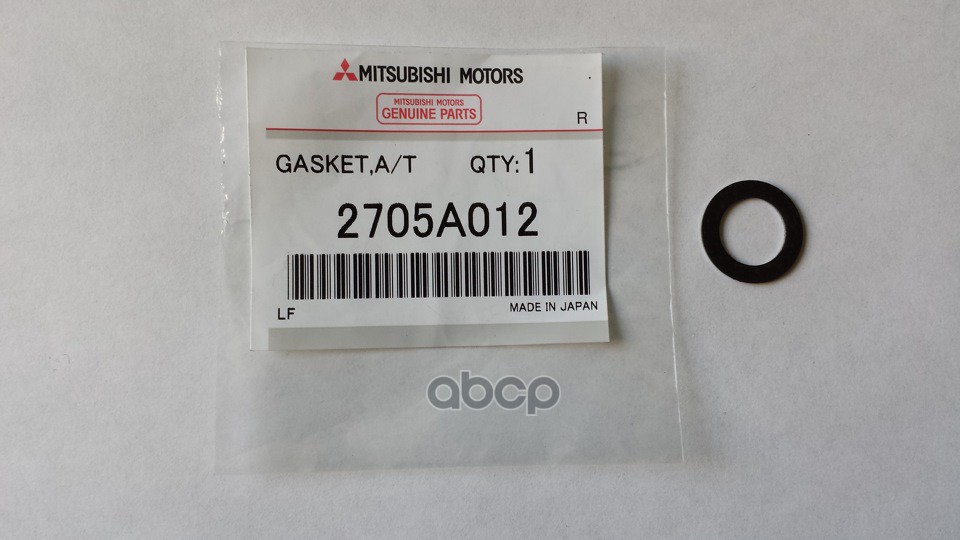 MITSUBISHI MOTORS
MITSUBISHI MOTORS
GENUINE PARTS
R
GASKET,A/T QTY:1
2705A012
LF MADE IN JAPAN
abcp